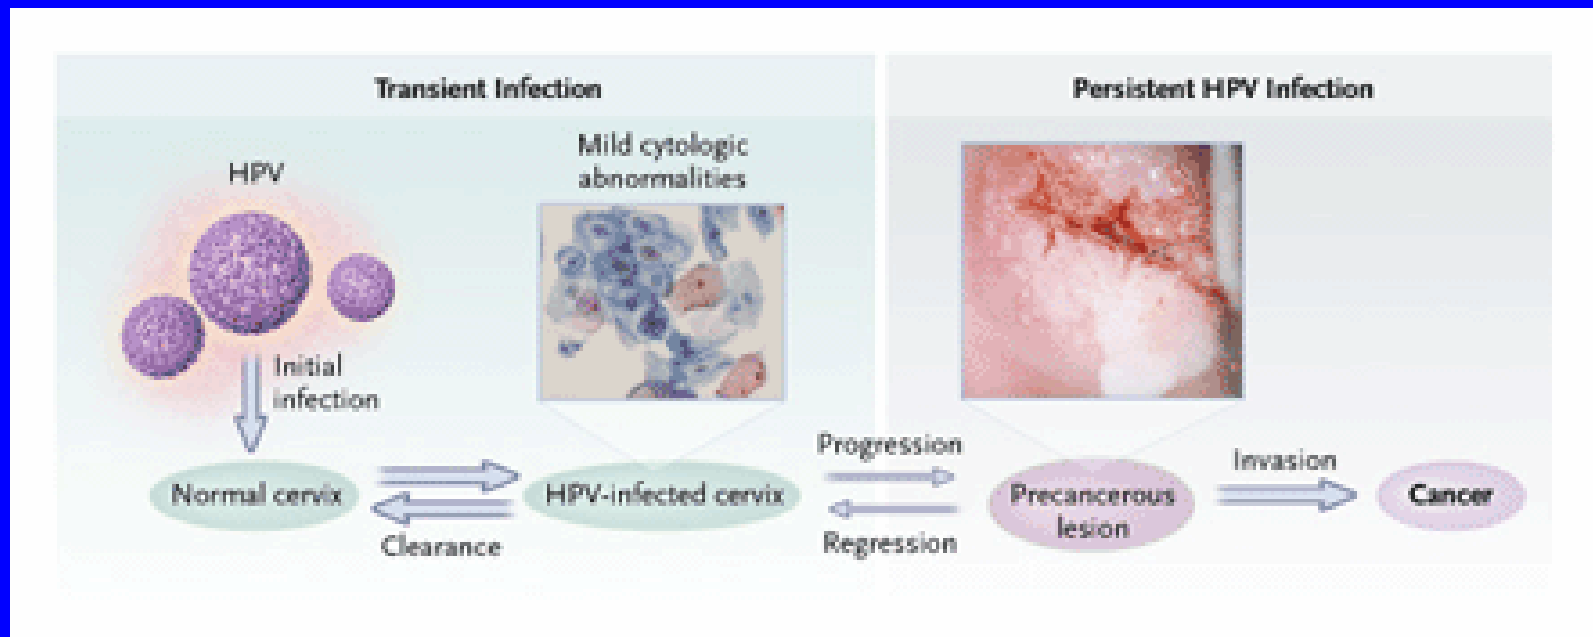 Transient Infection
Persistent HPV Infection
HPV
Mild cytologic
abnormalities
Initial
infection
Normal cervix
Clearance
HPV-infected cervix
Progression
Regression
Precancerous
lesion
Invasion
Cancer